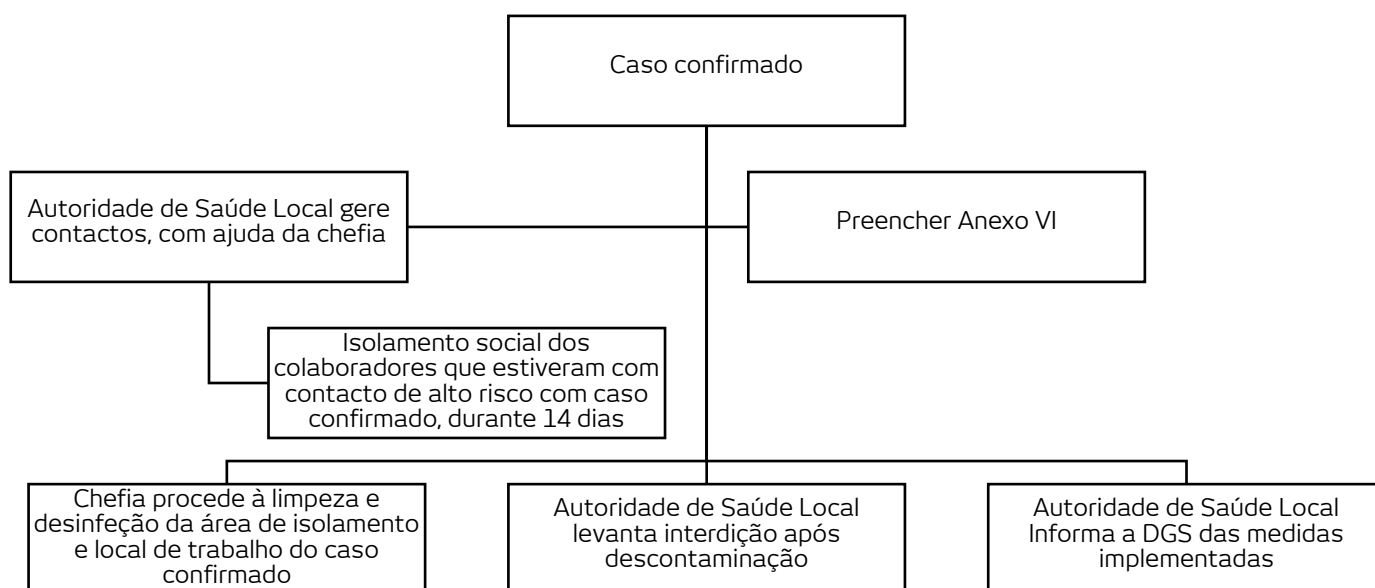 Caso confirmado
Autoridade de Saúde Local gere
contactos, com ajuda da chefia
Preencher Anexo VI
Isolamento social dos
colaboradores que estiveram com
contacto de alto risco com caso
confirmado, durante 14 dias
Chefia procede à limpeza e
desinfeção da área de isolamento
e local de trabalho do caso
confirmado
Autoridade de Saúde Local
levanta interdição após
descontaminação
Autoridade de Saúde Local
Informa a DGS das medidas
implementadas